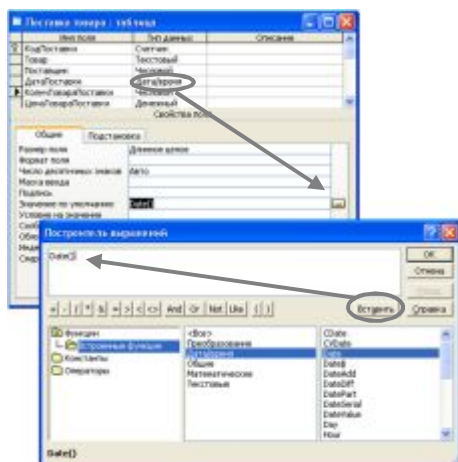 Поставка товара : таблица
Имя поля Тип данных Описание
КодПоставки Счетчик
Товар Текстовый
Поставщик Числовой
ДатаПоставки Дата/время
КоличТовараПоставки Числовой
ЦенаТовараПоставки Денежный
Свойства поля
Общие Подстановка
Размер поля Длинное целое
Формат поля
Число десятичных знаков Авто
Маска ввода
Подпись
Значение по умолчанию Date()
Условие на значение
Построитель выражений
Date()
OK
Отмена
+ - / * & = > < <> And Or Not Like ( )
Вставить Справка
Функции <Все> CDate
Встроенные функции Преобразование CVDate
Константы Дата/время Date
Операторы Общие Date$
Математические DateAdd
Текстовые DateDiff
DatePart
DateSerial
DateValue
Day
Hour
Date()